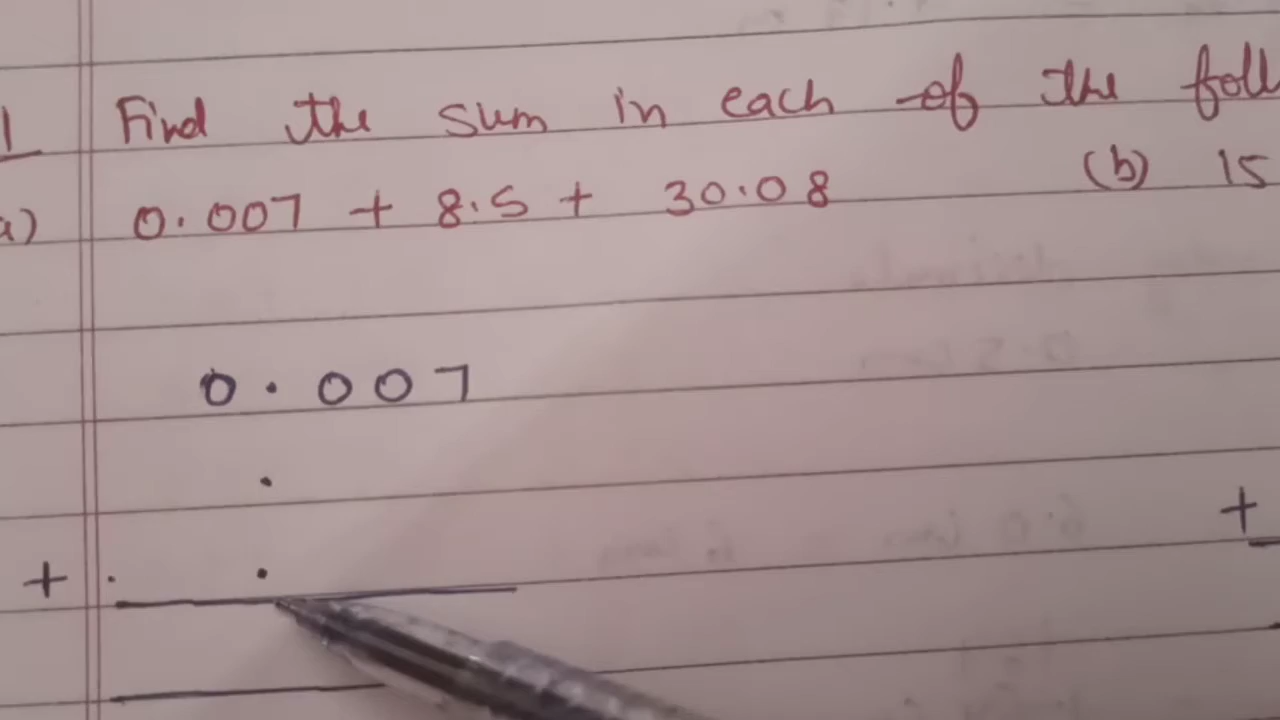 1 Find the sum in each of the foll
a) 0.007 + 8.5 + 30.08 (b) 15
0.007
.
+ . .
+